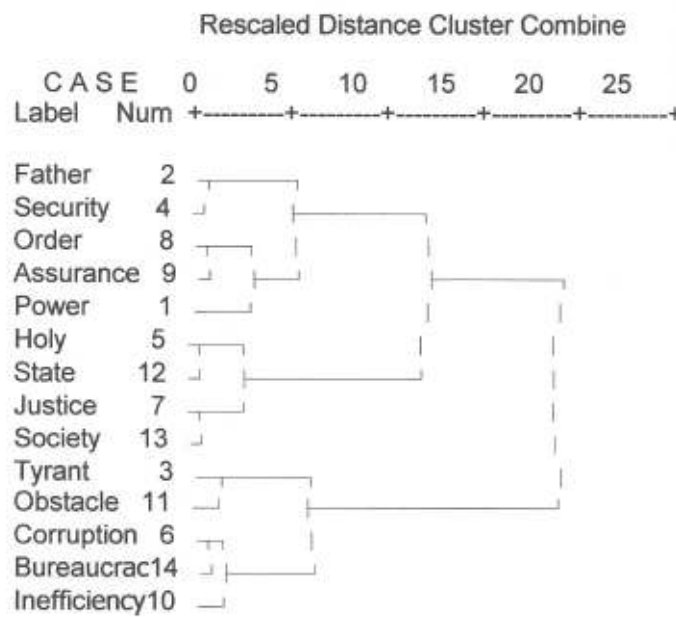 Rescaled Distance Cluster Combine
C A S E 0 5 10 15 20 25
Label Num +---------+---------+---------+---------+---------+
Father 2
Security 4
Order 8
Assurance 9
Power 1
Holy 5
State 12
Justice 7
Society 13
Tyrant 3
Obstacle 11
Corruption 6
Bureaucrac14
Inefficiency10